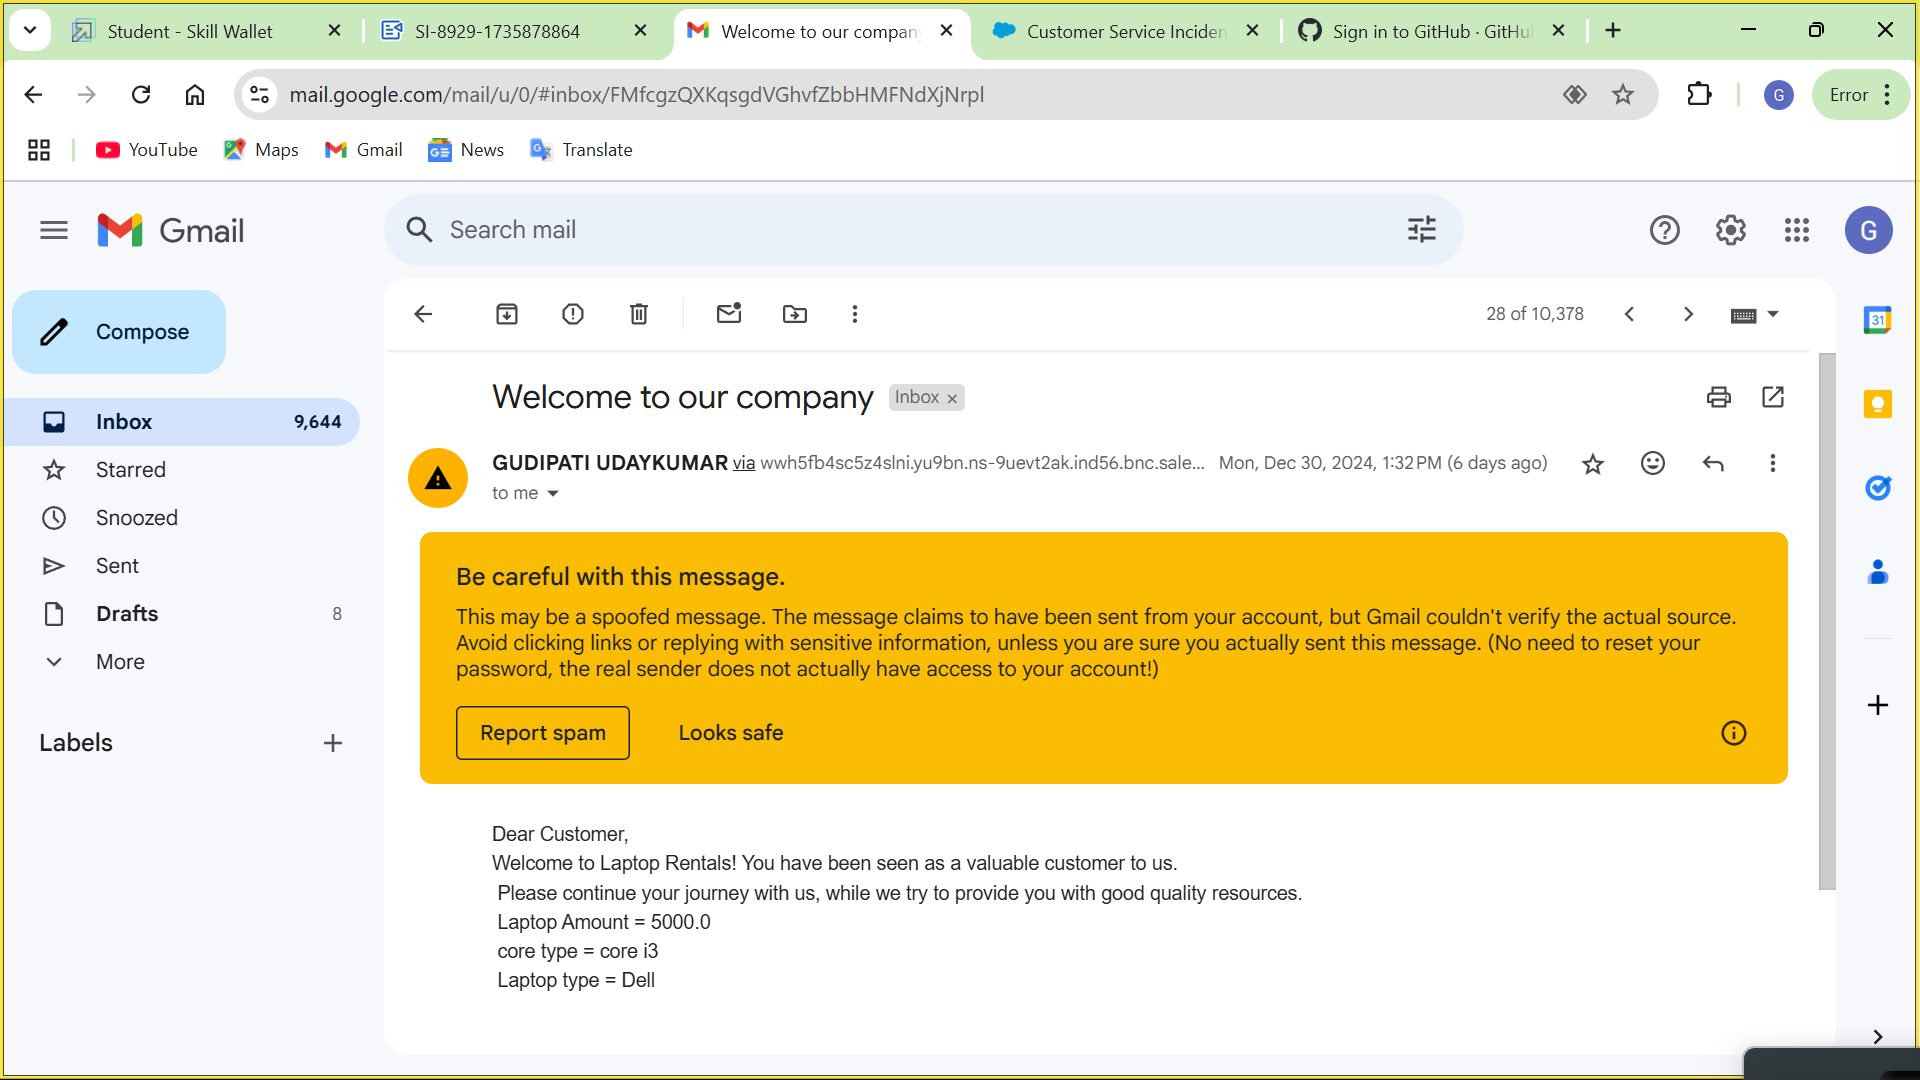 Student - Skill Wallet
SI-8929-1735878864
Welcome to our company
Customer Service Inciden
Sign in to GitHub · GitHu
mail.google.com/mail/u/0/#inbox/FMfcgzQXKqsgdVGhvfZbbHMFNdXjNrpl
G
Error
YouTube
Maps
Gmail
News
Translate
Gmail
Search mail
G
Compose
28 of 10,378
31
Inbox 9,644
Starred
Snoozed
Sent
Drafts 8
More
Labels
Welcome to our company
Inbox ×
GUDIPATI UDAYKUMAR via wwh5fb4sc5z4slni.yu9bn.ns-9uevt2ak.ind56.bnc.sale... Mon, Dec 30, 2024, 1:32 PM (6 days ago)
to me
Be careful with this message.
This may be a spoofed message. The message claims to have been sent from your account, but Gmail couldn't verify the actual source.
Avoid clicking links or replying with sensitive information, unless you are sure you actually sent this message. (No need to reset your
password, the real sender does not actually have access to your account!)
Report spam
Looks safe
Dear Customer,
Welcome to Laptop Rentals! You have been seen as a valuable customer to us.
Please continue your journey with us, while we try to provide you with good quality resources.
Laptop Amount = 5000.0
core type = core i3
Laptop type = Dell